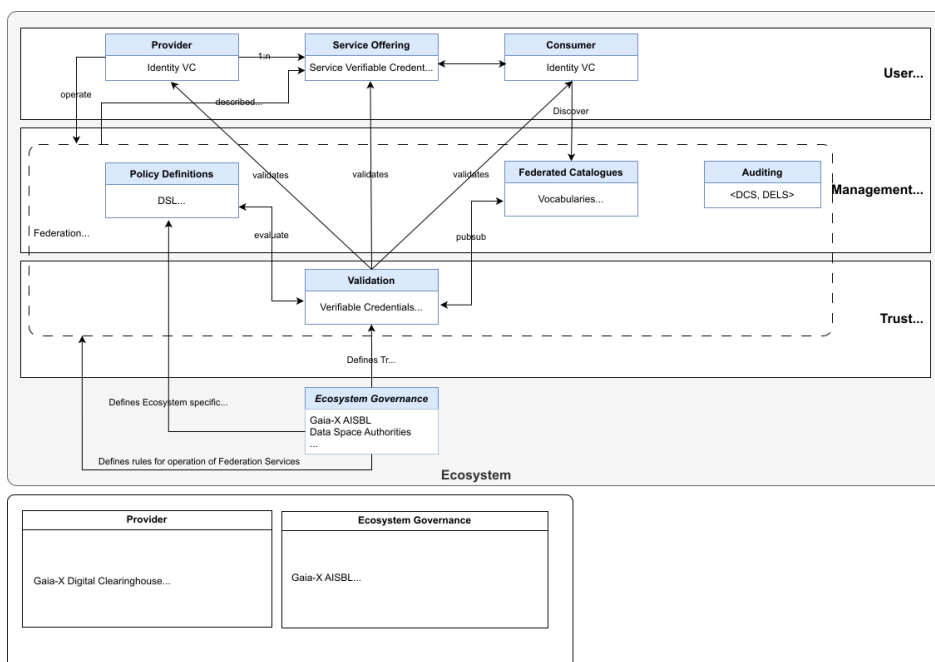 Provider
Identity VC
1:n
Service Offering
Service Verifiable Credent...
Consumer
Identity VC
User...
operate
described...
Discover
Policy Definitions
DSL...
validates
validates
validates
Federated Catalogues
Vocabularies...
Auditing
<DCS, DELS>
Management...
Federation...
evaluate
pubsub
Validation
Verifiable Credentials...
Trust...
Defines Tr...
Ecosystem Governance
Gaia-X AISBL
Data Space Authorities
...
Defines Ecosystem specific...
Defines rules for operation of Federation Services
Ecosystem
Provider
Gaia-X Digital Clearinghouse...
Ecosystem Governance
Gaia-X AISBL...